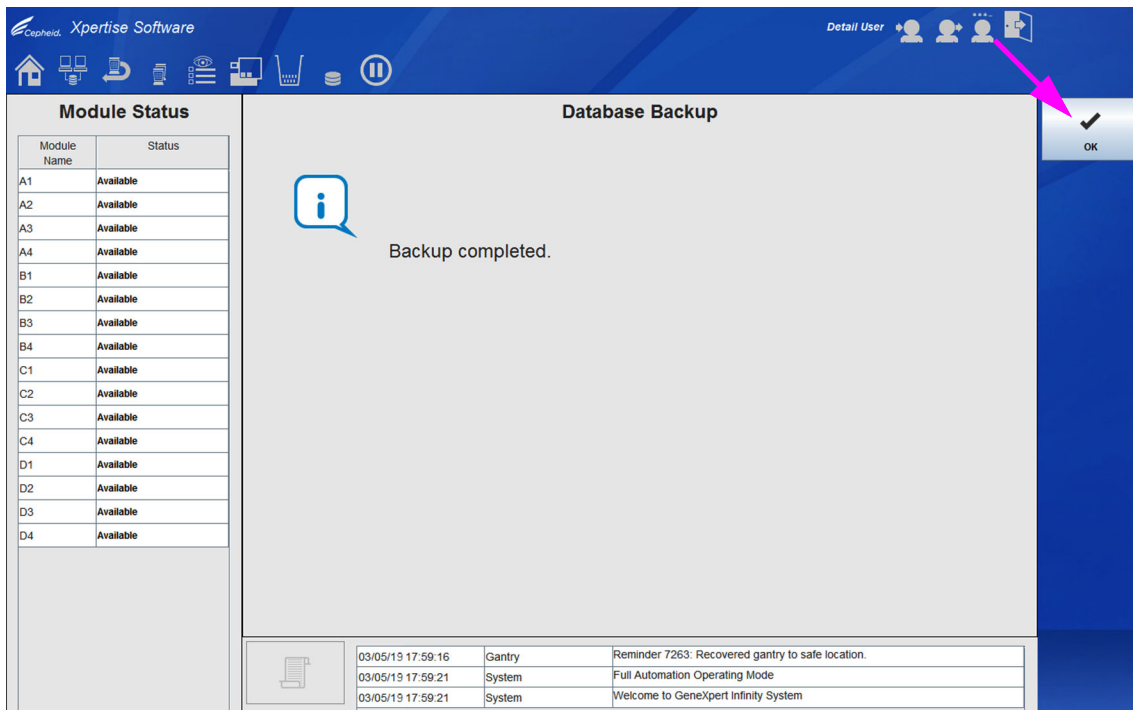 Cepheid. Xpertise Software
Detail User
Module Status
Module Name Status
A1 Available
A2 Available
A3 Available
A4 Available
B1 Available
B2 Available
B3 Available
B4 Available
C1 Available
C2 Available
C3 Available
C4 Available
D1 Available
D2 Available
D3 Available
D4 Available
Database Backup
Backup completed.
OK
03/05/19 17:59:16 Gantry Reminder 7263: Recovered gantry to safe location.
03/05/19 17:59:21 System Full Automation Operating Mode
03/05/19 17:59:21 System Welcome to GeneXpert Infinity System